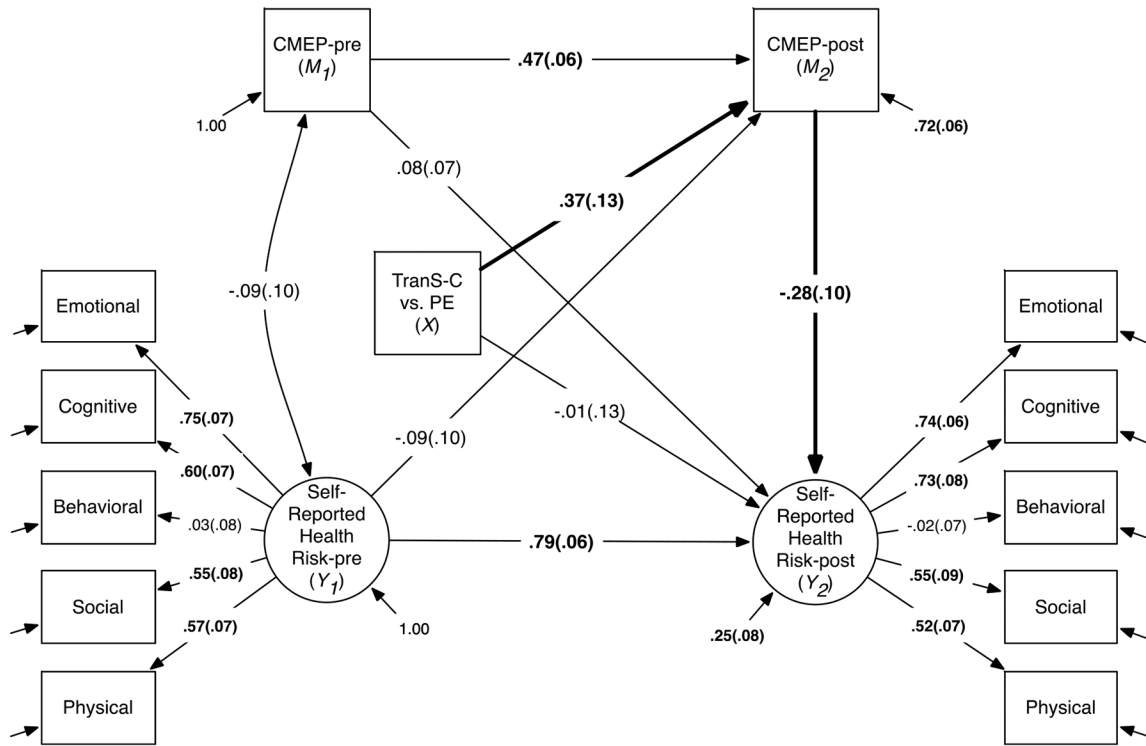 CMEP-pre
(M1)
CMEP-post
(M2)
.47(.06)
1.00
.72(.06)
.08(.07)
.37(.13)
TranS-C
vs. PE
(X)
-.09(.10)
-.28(.10)
-.01(.13)
-.09(.10)
Emotional
Cognitive
Behavioral
Social
Physical
.75(.07)
.60(.07)
.03(.08)
.55(.08)
.57(.07)
Self-
Reported
Health
Risk-pre
(Y1)
1.00
.79(.06)
Self-
Reported
Health
Risk-post
(Y2)
.25(.08)
.74(.06)
.73(.08)
-.02(.07)
.55(.09)
.52(.07)
Emotional
Cognitive
Behavioral
Social
Physical